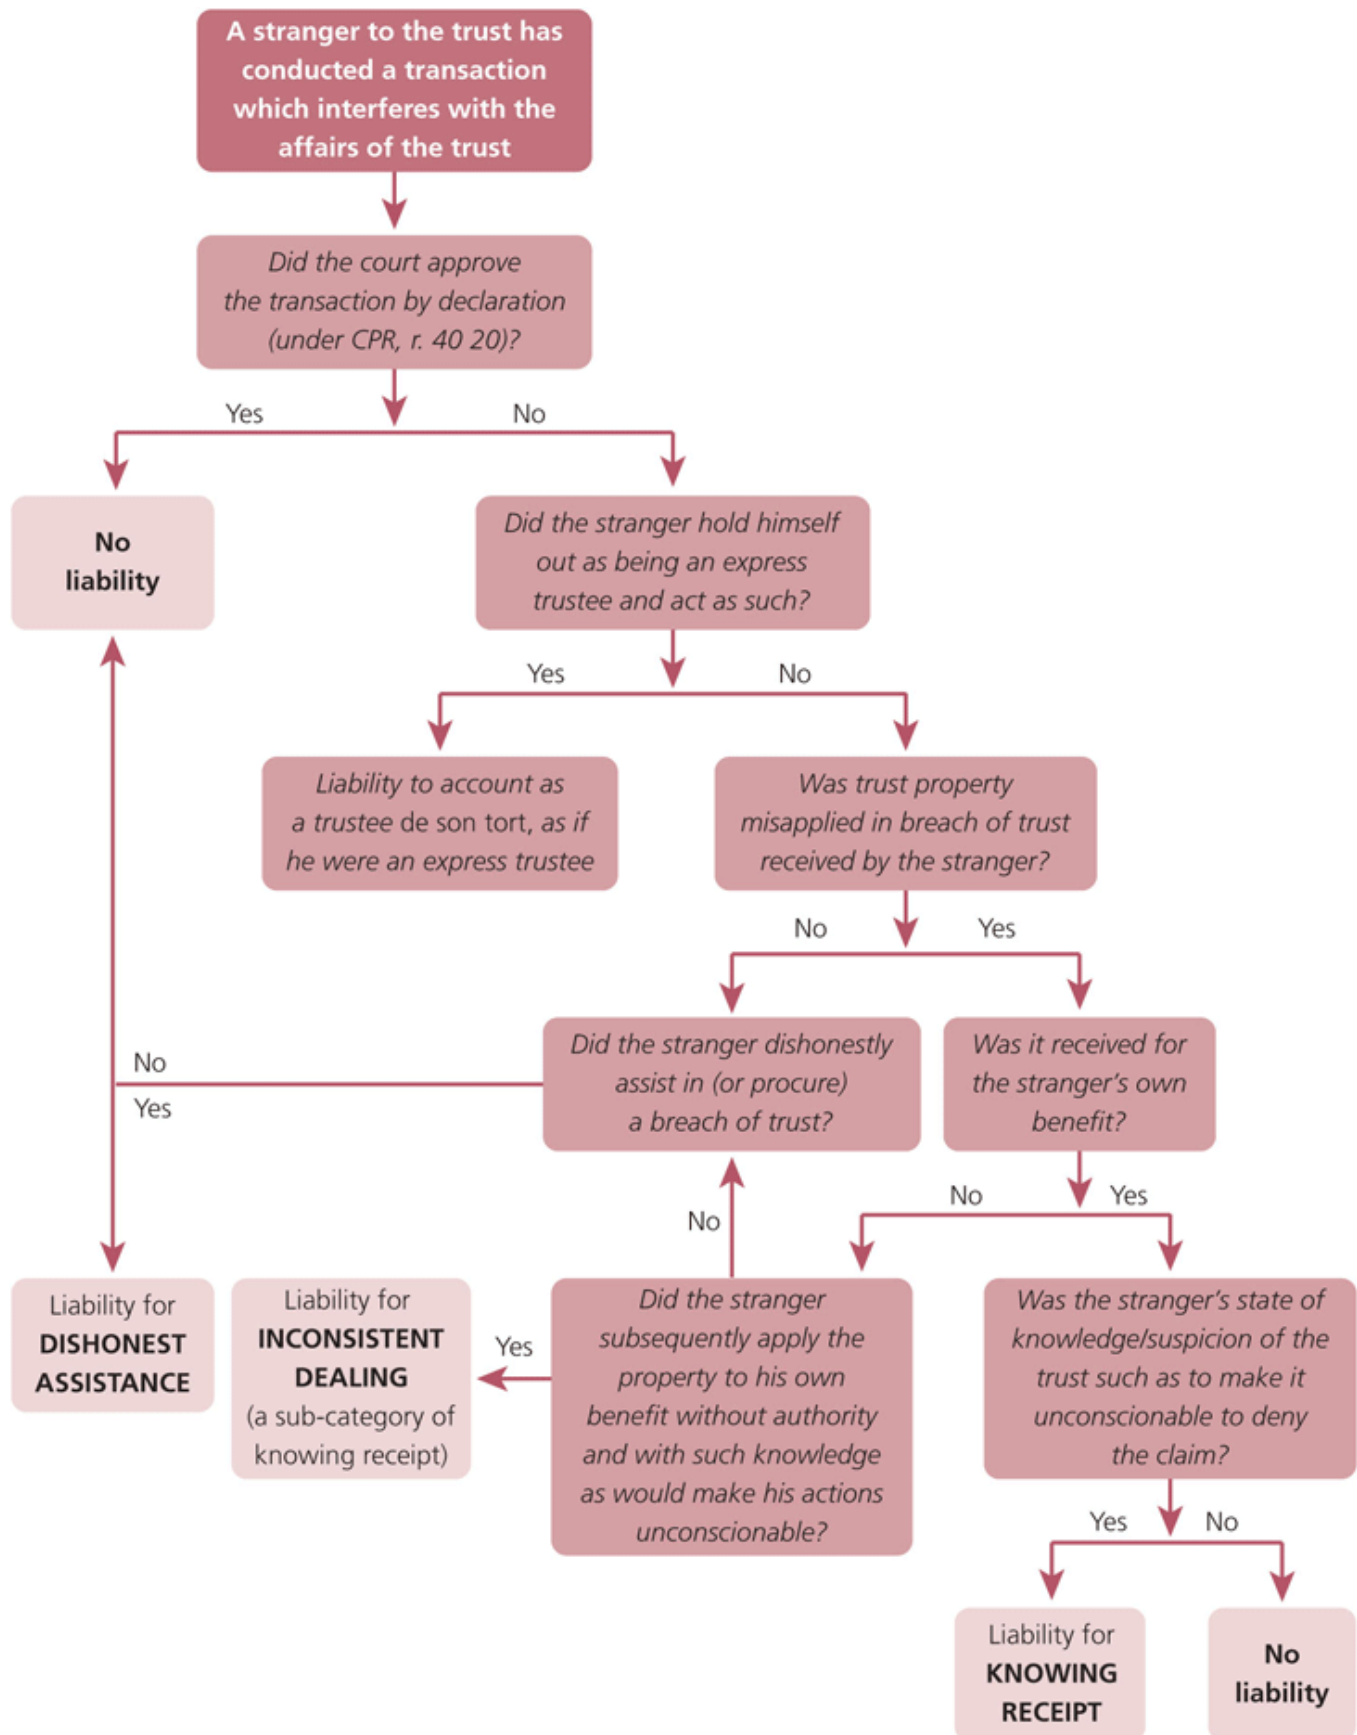 A stranger to the trust has
conducted a transaction
which interferes with the
affairs of the trust
Did the court approve
the transaction by declaration
(under CPR, r. 40 20)?
Yes
No
No
liability
Did the stranger hold himself
out as being an express
trustee and act as such?
Yes
No
Liability to account as
a trustee de son tort, as if
he were an express trustee
Was trust property
misapplied in breach of trust
received by the stranger?
No
Yes
Did the stranger dishonestly
assist in (or procure)
a breach of trust?
Was it received for
the stranger's own
benefit?
No
Yes
No
Yes
No
Liability for
DISHONEST
ASSISTANCE
Liability for
INCONSISTENT
DEALING
(a sub-category of
knowing receipt)
Yes
Did the stranger
subsequently apply the
property to his own
benefit without authority
and with such knowledge
as would make his actions
unconscionable?
Was the stranger's state of
knowledge/suspicion of the
trust such as to make it
unconscionable to deny
the claim?
Yes
No
Liability for
KNOWING
RECEIPT
No
liability